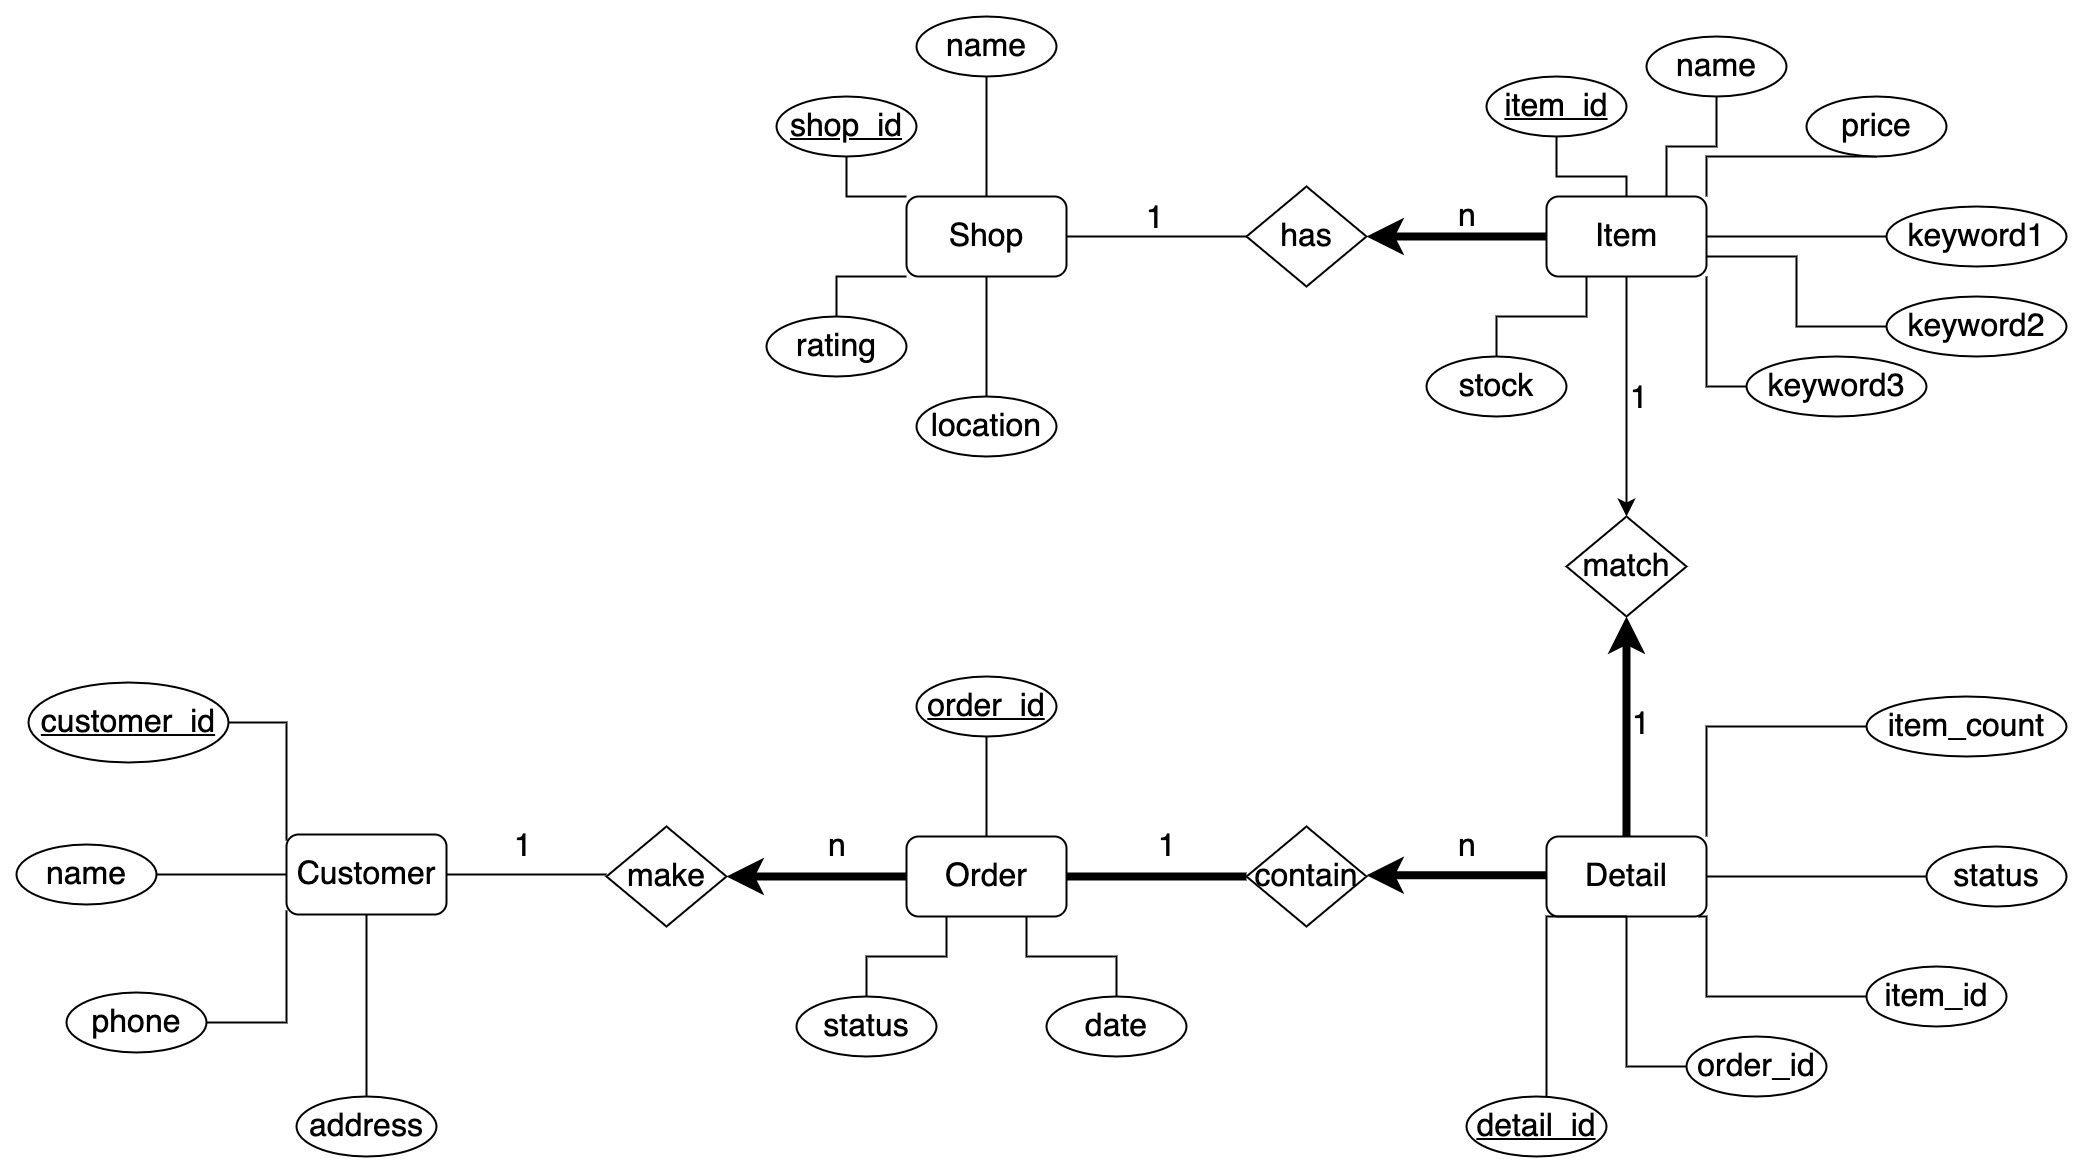 name
shop_id
item_id
name
price
Shop
1
has
n
Item
keyword1
keyword2
keyword3
rating
location
stock
1
match
1
customer_id
order_id
item_count
name
Customer
1
make
n
Order
1
contain
n
Detail
status
phone
status
date
item_id
order_id
address
detail_id